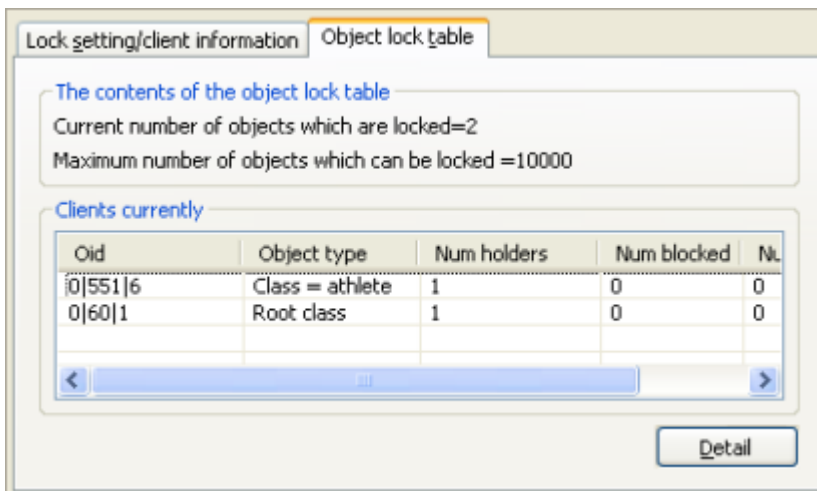 Lock setting/client information Object lock table
The contents of the object lock table
Current number of objects which are locked=2
Maximum number of objects which can be locked =10000
Clients currently
Oid Object type Num holders Num blocked Nu
0|551|6 Class = athlete 1 0 0
0|60|1 Root class 1 0 0
Detail